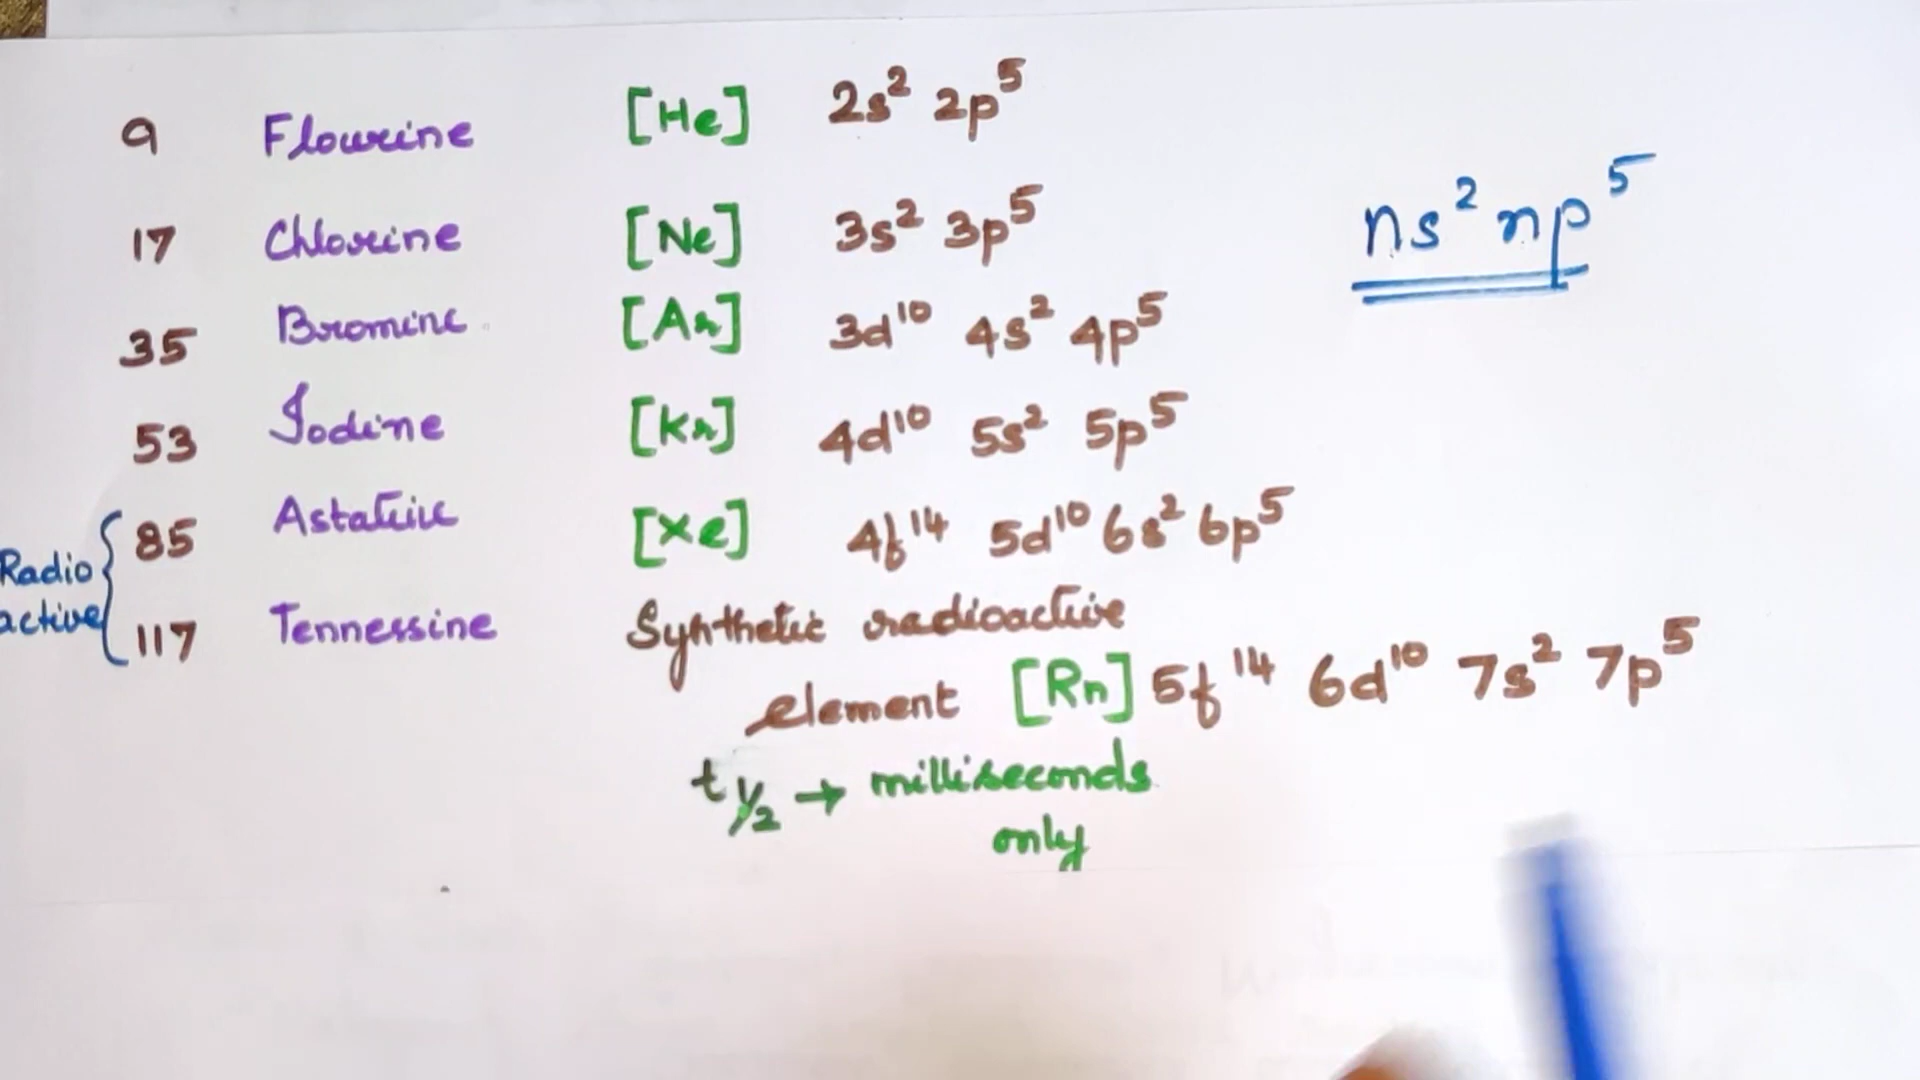 9 Flourine [He] 2s² 2p⁵
17 Chlorine [Ne] 3s² 3p⁵
ns² np⁵
35 Bromine [Ar] 3d¹⁰ 4s² 4p⁵
53 Iodine [Kr] 4d¹⁰ 5s² 5p⁵
85 Astatine [Xe] 4f¹⁴ 5d¹⁰ 6s² 6p⁵
Radio
active
117 Tennessine Synthetic radioactive
element [Rn] 5f¹⁴ 6d¹⁰ 7s² 7p⁵
t½ → milliseconds
only